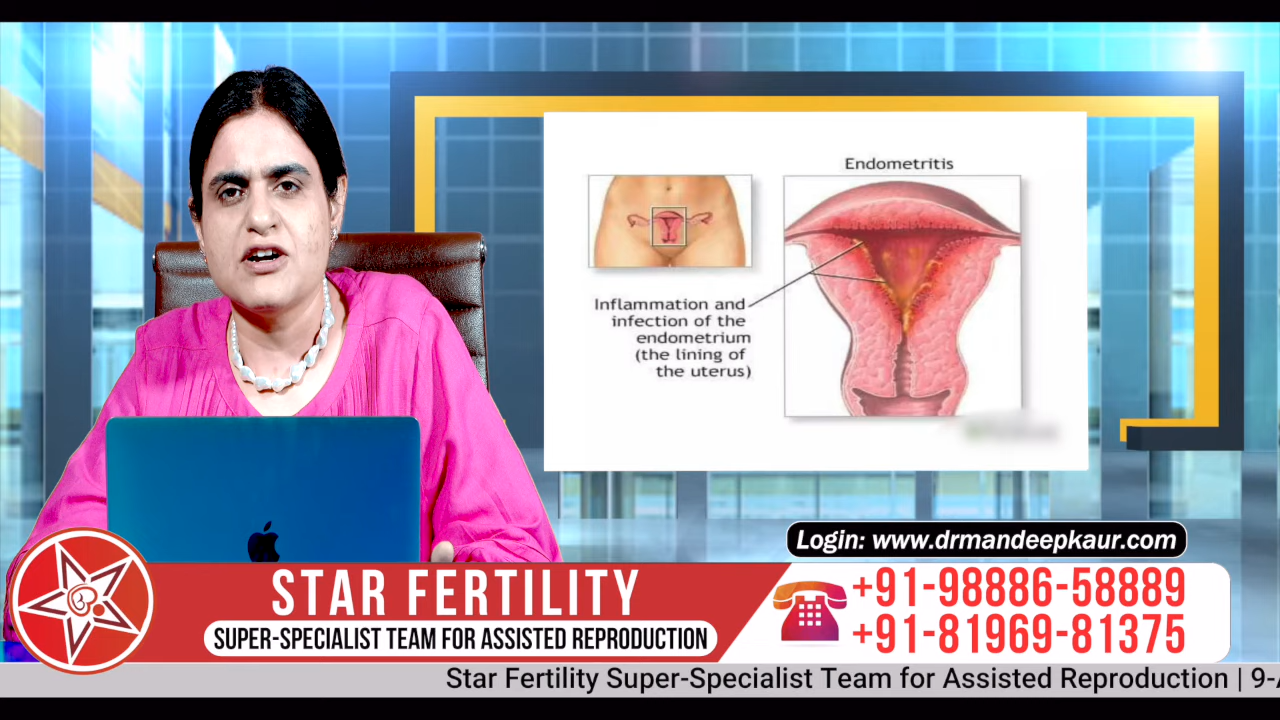 Endometritis
Inflammation and
infection of the
endometrium
(the lining of
the uterus)
Login: www.drmandeepkaur.com
STAR FERTILITY
SUPER-SPECIALIST TEAM FOR ASSISTED REPRODUCTION
+91-98886-58889
+91-81969-81375
Star Fertility Super-Specialist Team for Assisted Reproduction | 9-